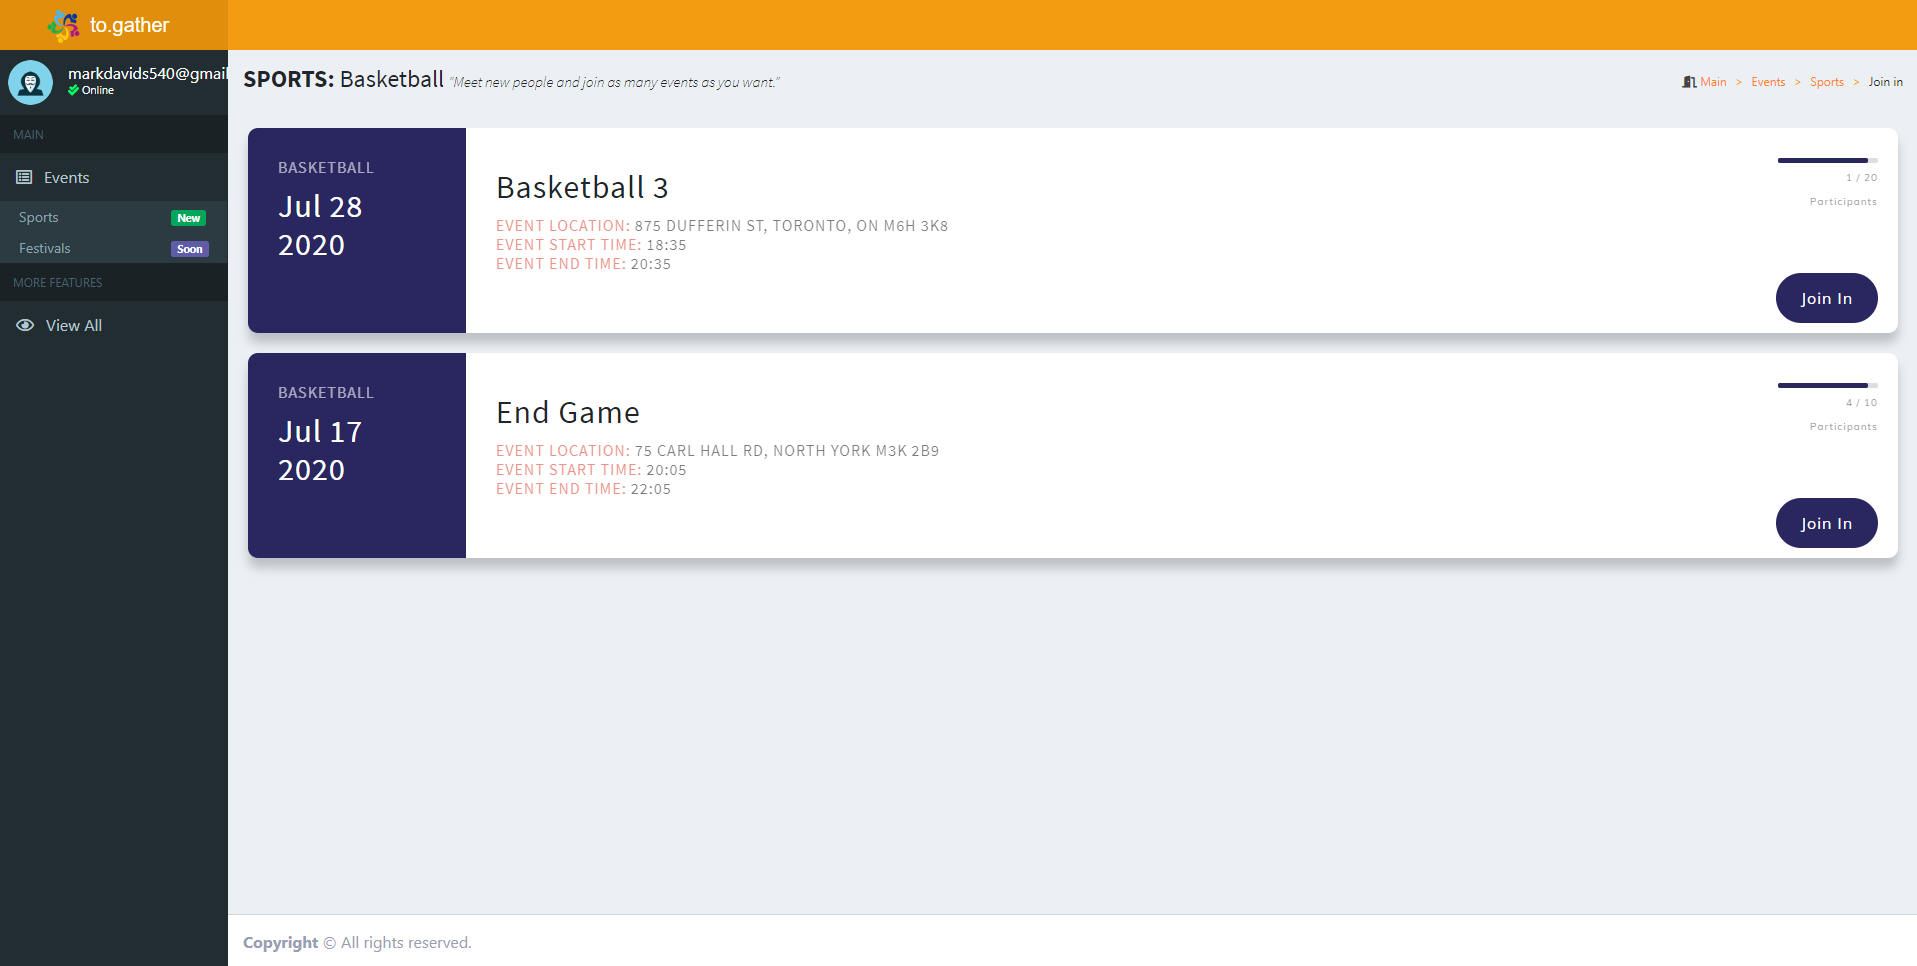 to.gather
markdavids540@gmail
Online
MAIN
Events
Sports New
Festivals Soon
MORE FEATURES
View All
SPORTS: Basketball "Meet new people and join as many events as you want."
Main > Events > Sports > Join in
BASKETBALL
Jul 28
2020
Basketball 3
EVENT LOCATION: 875 DUFFERIN ST, TORONTO, ON M6H 3K8
EVENT START TIME: 18:35
EVENT END TIME: 20:35
1 / 20
Participants
Join In
BASKETBALL
Jul 17
2020
End Game
EVENT LOCATION: 75 CARL HALL RD, NORTH YORK M3K 2B9
EVENT START TIME: 20:05
EVENT END TIME: 22:05
4 / 10
Participants
Join In
Copyright © All rights reserved.